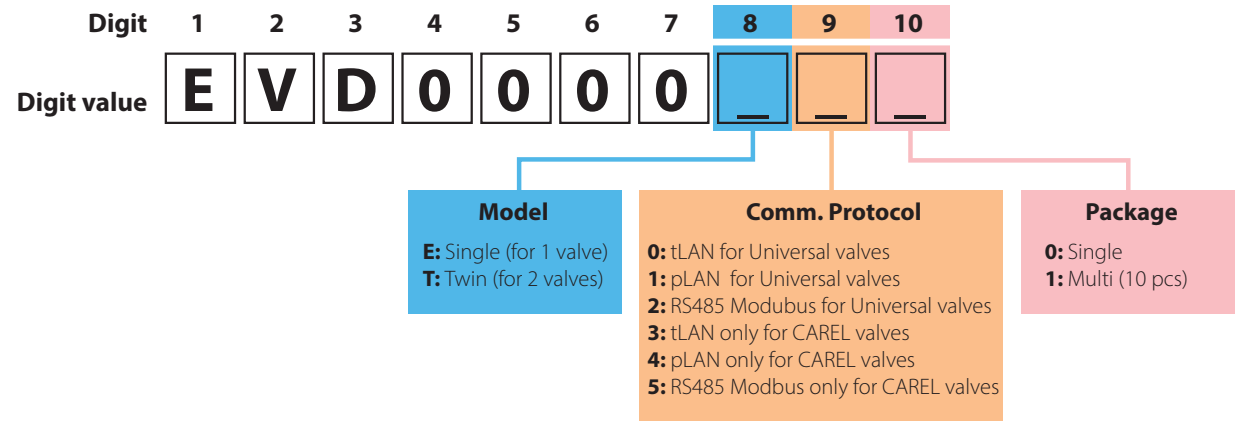 Digit 1 2 3 4 5 6 7 8 9 10
Digit value E V D 0 0 0 0 _ _ _
Model
E: Single (for 1 valve)
T: Twin (for 2 valves)
Comm. Protocol
0: tLAN for Universal valves
1: pLAN for Universal valves
2: RS485 Modubus for Universal valves
3: tLAN only for CAREL valves
4: pLAN only for CAREL valves
5: RS485 Modbus only for CAREL valves
Package
0: Single
1: Multi (10 pcs)